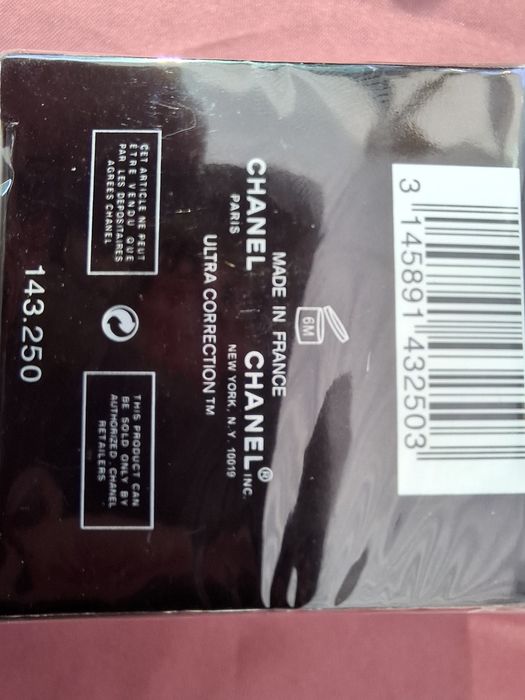 3 145891 432503
6M
MADE IN FRANCE
CHANEL
PARIS
CHANEL® INC.
NEW YORK, N.Y. 10019
ULTRA CORRECTION TM
CET ARTICLE NE PEUT
ÊTRE VENDU QUE
PAR LES DEPOSITAIRES
AGRÉÉS CHANEL
THIS PRODUCT CAN
BE SOLD ONLY BY
AUTHORIZED CHANEL
RETAILERS
143.250